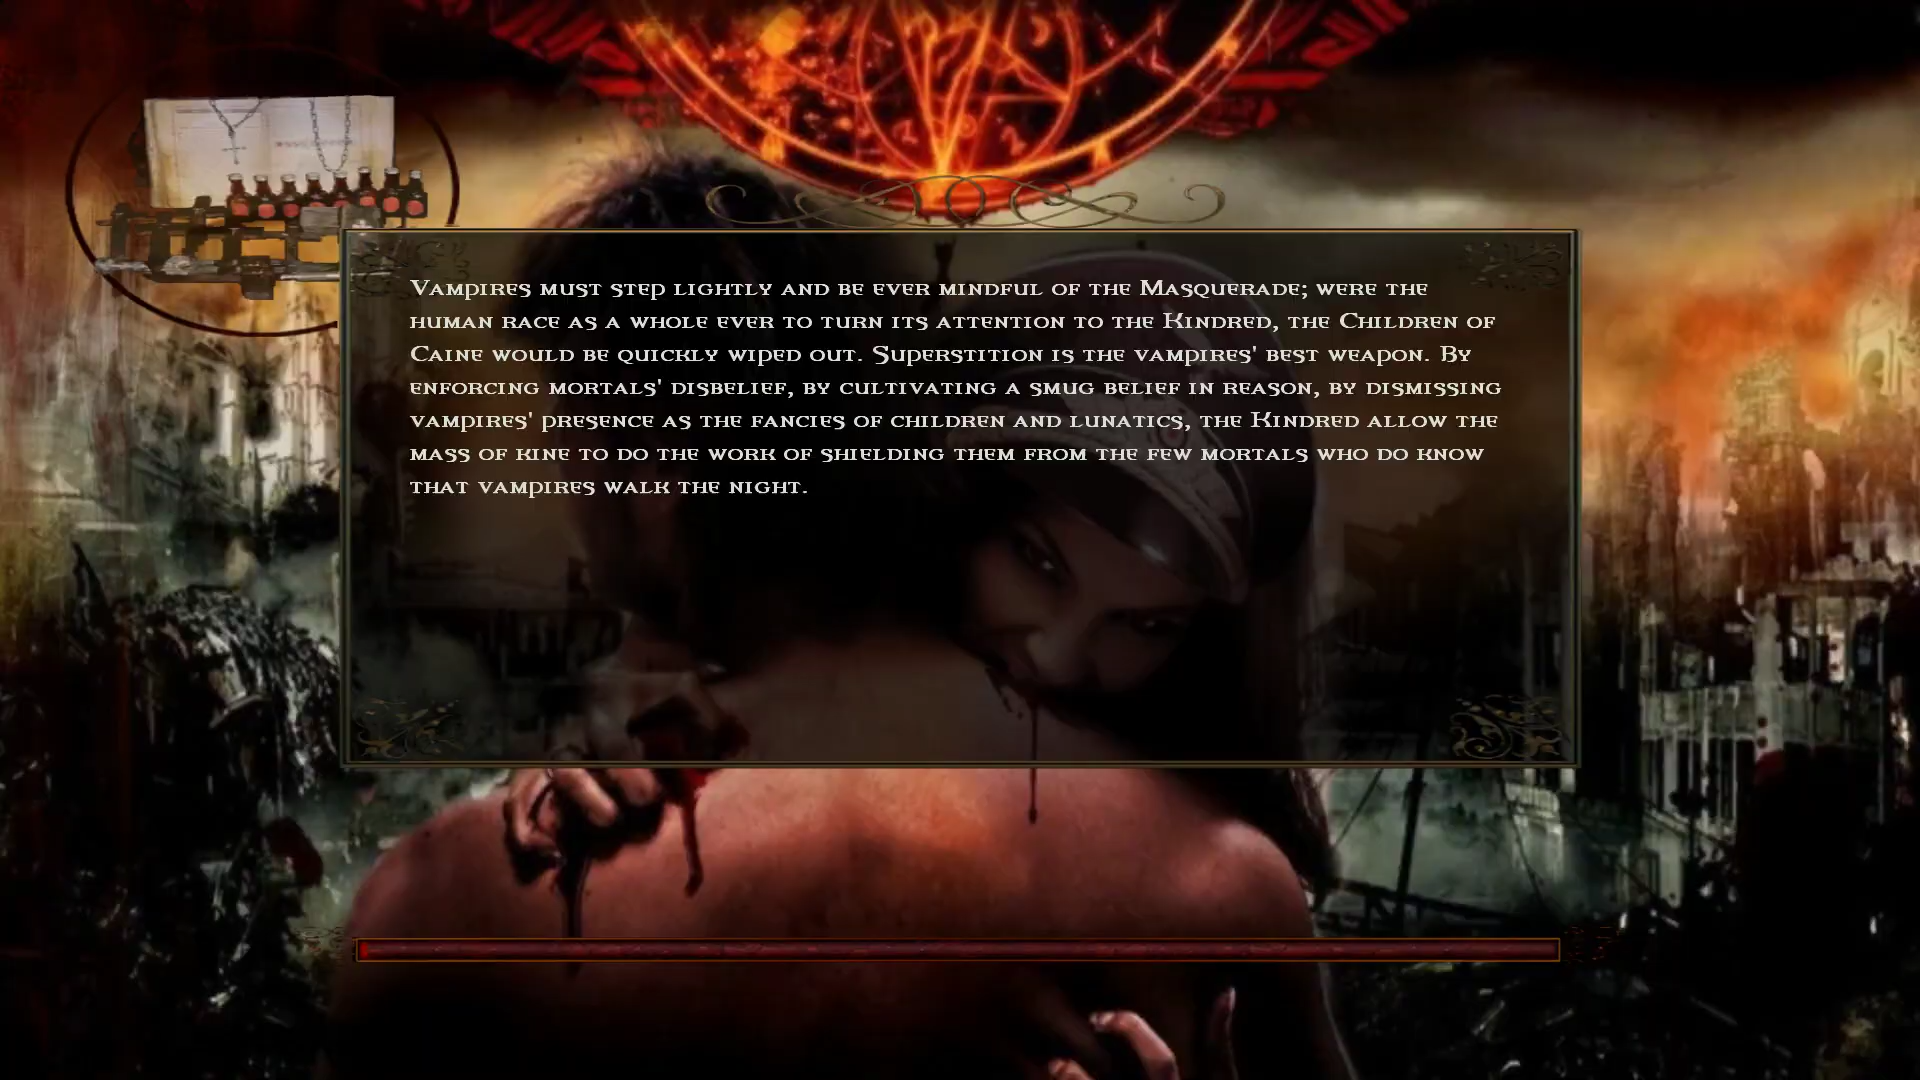 Vampires must step lightly and be ever mindful of the Masquerade; were the
human race as a whole ever to turn its attention to the Kindred, the Children of
Caine would be quickly wiped out. Superstition is the vampires' best weapon. By
enforcing mortals' disbelief, by cultivating a smug belief in reason, by dismissing
vampires' presence as the fancies of children and lunatics, the Kindred allow the
mass of kine to do the work of shielding them from the few mortals who do know
that vampires walk the night.